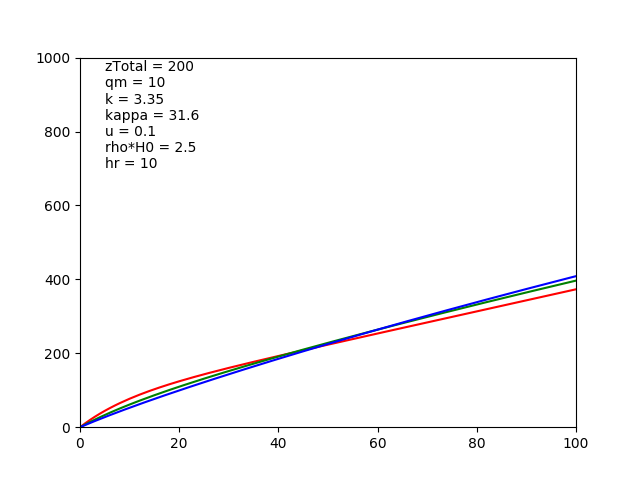 1000
800
600
400
200
0
zTotal = 200
qm = 10
k = 3.35
kappa = 31.6
u = 0.1
rho*H0 = 2.5
hr = 10
0 20 40 60 80 100